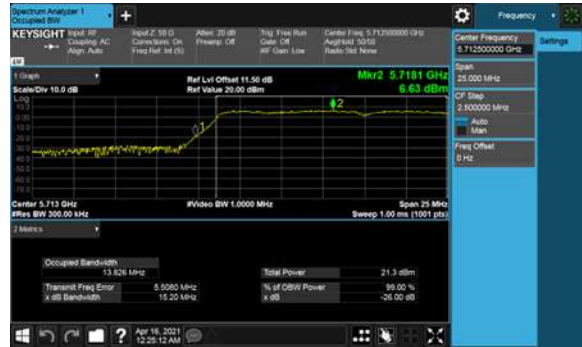 Spectrum Analyzer 1
Occupied BW
+
Frequency
KEYSIGHT Input: RF Input Z: 50 Ω Atten: 20 dB Trig: Free Run Center Freq: 5.712500000 GHz
Coupling: AC Corrections: On Preamp: Off Gate: Off Avg|Hold: 50/50
Align: Auto Freq Ref: Int (S) #IF Gain: Low Radio Std: None
LW
Center Frequency
5.712500000 GHz
Settings
Span
25.000 MHz
CF Step
2.500000 MHz
Auto
Man
Freq Offset
0 Hz
1 Graph
Ref Lvl Offset 11.50 dB Mkr2 5.7181 GHz
Scale/Div 10.0 dB Ref Value 20.00 dBm 6.63 dBm
Log
10.0
0.00
2
1
Center 5.713 GHz #Video BW 1.0000 MHz Span 25 MHz
#Res BW 300.00 kHz Sweep 1.00 ms (1001 pts)
2 Metrics
Occupied Bandwidth
13.826 MHz Total Power 21.3 dBm
Transmit Freq Error 5.5080 MHz % of OBW Power 99.00 %
x dB Bandwidth 15.20 MHz x dB -26.00 dB
?
Apr 16, 2021
12:25:12 AM